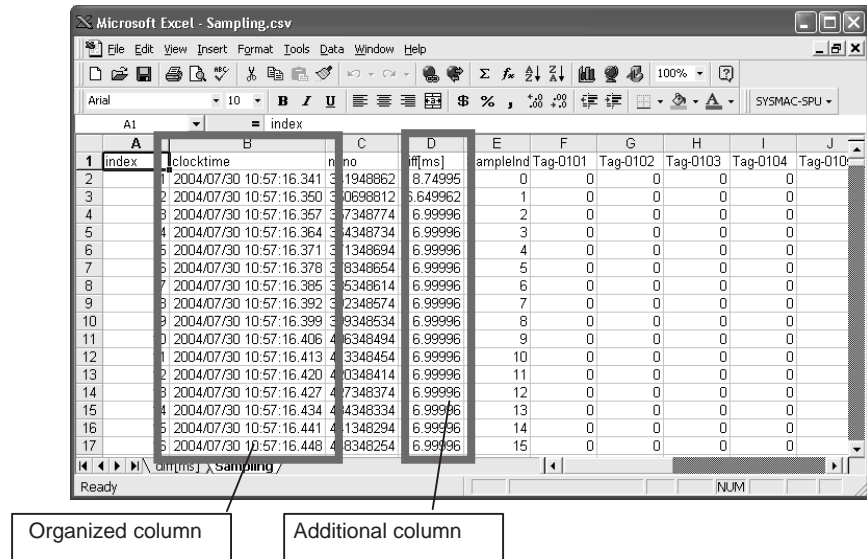 Microsoft Excel - Sampling.csv
File Edit View Insert Format Tools Data Window Help
100%
Arial 10 B I U $ % , SYSMAC-SPU
A1 = index
A B C D E F G H I J
1 index clocktime iff[ms] ampleInd Tag-0101 Tag-0102 Tag-0103 Tag-0104
2 2004/07/30 10:57:16.341 8.74995 0 0 0 0 0
3 2004/07/30 10:57:16.350 .649962 1 0 0 0 0
4 2004/07/30 10:57:16.357 6.99996 2 0 0 0 0
5 2004/07/30 10:57:16.364 6.99996 3 0 0 0 0
6 2004/07/30 10:57:16.371 6.99996 4 0 0 0 0
7 2004/07/30 10:57:16.378 6.99996 5 0 0 0 0
8 2004/07/30 10:57:16.385 6.99996 6 0 0 0 0
9 2004/07/30 10:57:16.392 6.99996 7 0 0 0 0
10 2004/07/30 10:57:16.399 6.99996 8 0 0 0 0
11 2004/07/30 10:57:16.406 6.99996 9 0 0 0 0
12 2004/07/30 10:57:16.413 6.99996 10 0 0 0 0
13 2004/07/30 10:57:16.420 6.99996 11 0 0 0 0
14 2004/07/30 10:57:16.427 6.99996 12 0 0 0 0
15 2004/07/30 10:57:16.434 6.99996 13 0 0 0 0
16 2004/07/30 10:57:16.441 6.99996 14 0 0 0 0
17 2004/07/30 10:57:16.448 6.99996 15 0 0 0 0
diff[ms] Sampling
Ready NUM
Organized column
Additional column